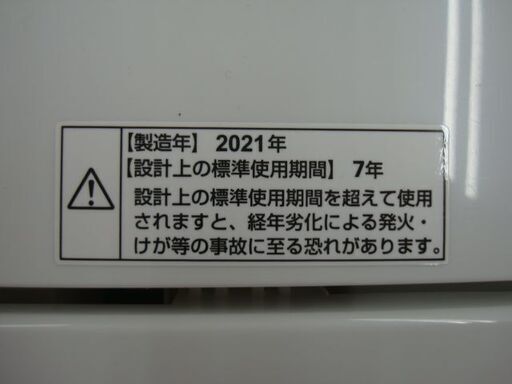 【製造年】 2021年
【設計上の標準使用期間】 7年
設計上の標準使用期間を超えて使用
されますと、経年劣化による発火・
けが等の事故に至る恐れがあります。